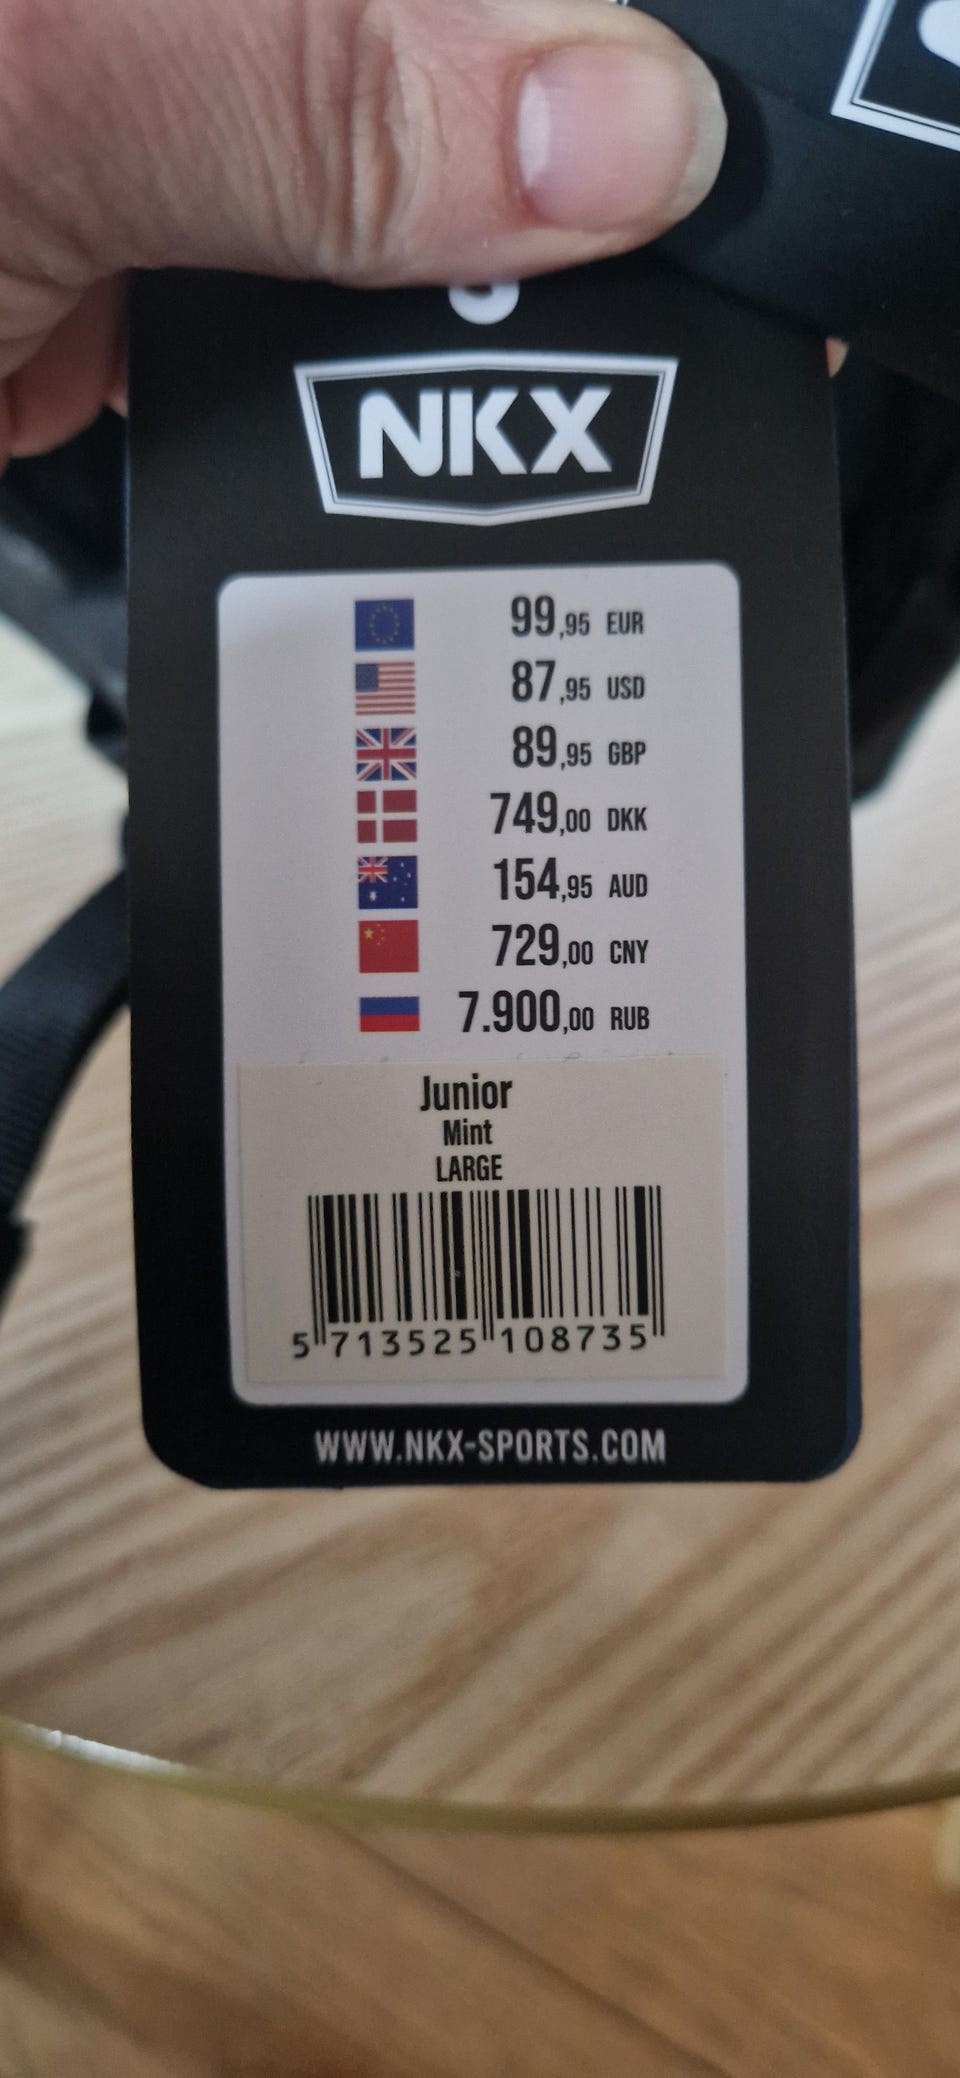 NKX
99,95 EUR
87,95 USD
89,95 GBP
749,00 DKK
154,95 AUD
729,00 CNY
7.900,00 RUB
Junior
Mint
LARGE
5 713525 108735
WWW.NKX-SPORTS.COM